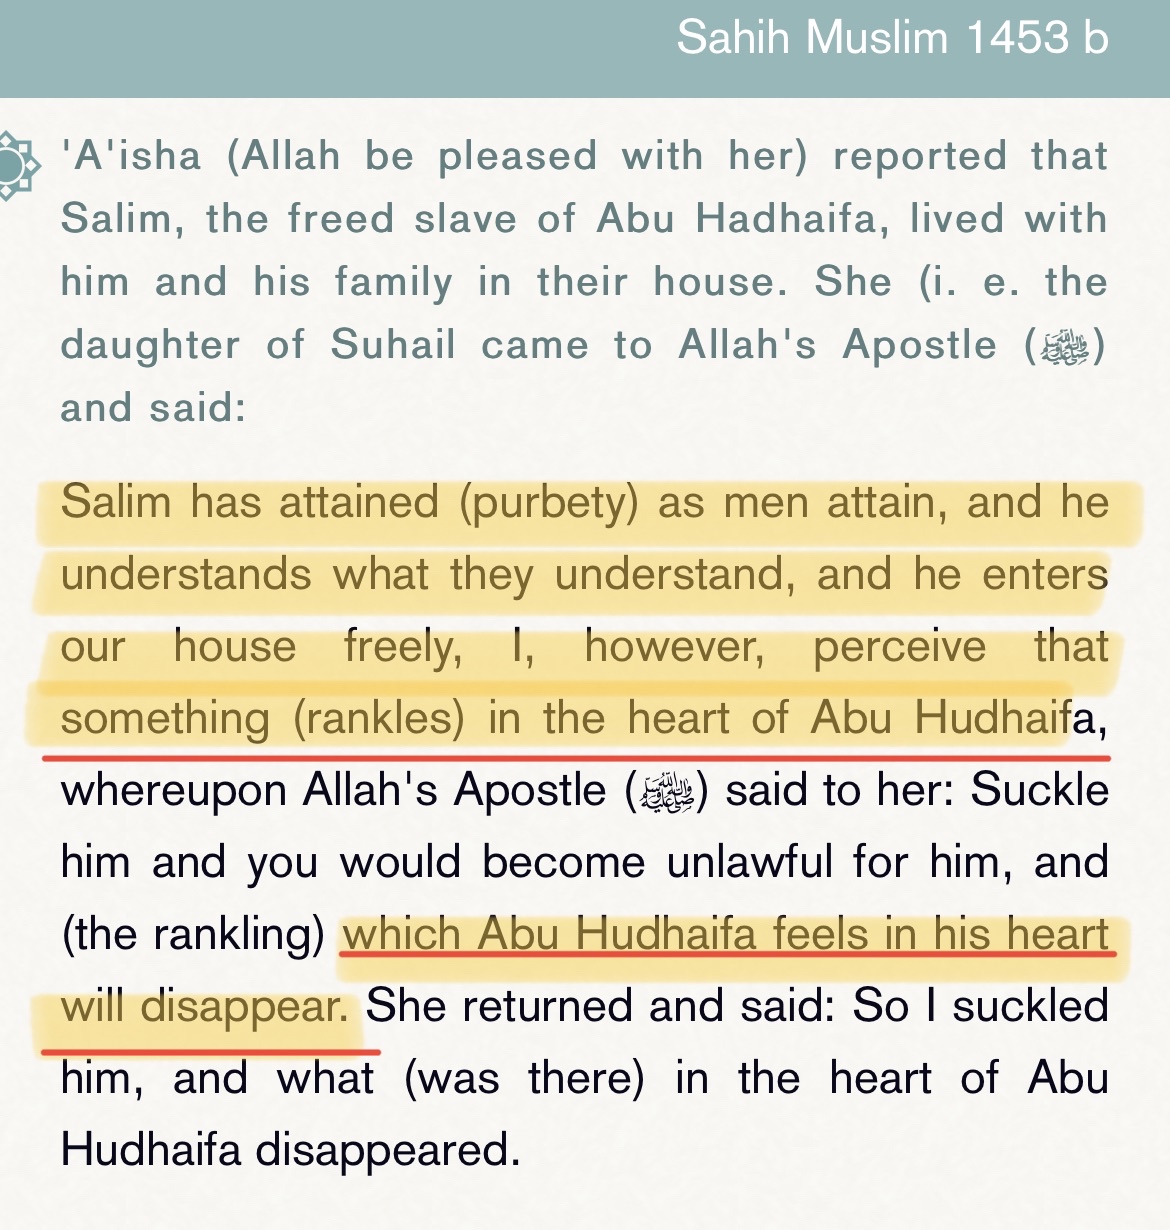 Sahih Muslim 1453 b
'A'isha (Allah be pleased with her) reported that
Salim, the freed slave of Abu Hadhaifa, lived with
him and his family in their house. She (i. e. the
daughter of Suhail came to Allah's Apostle (ﷺ)
and said:
Salim has attained (purbety) as men attain, and he
understands what they understand, and he enters
our house freely, I, however, perceive that
something (rankles) in the heart of Abu Hudhaifa,
whereupon Allah's Apostle (ﷺ) said to her: Suckle
him and you would become unlawful for him, and
(the rankling) which Abu Hudhaifa feels in his heart
will disappear. She returned and said: So I suckled
him, and what (was there) in the heart of Abu
Hudhaifa disappeared.